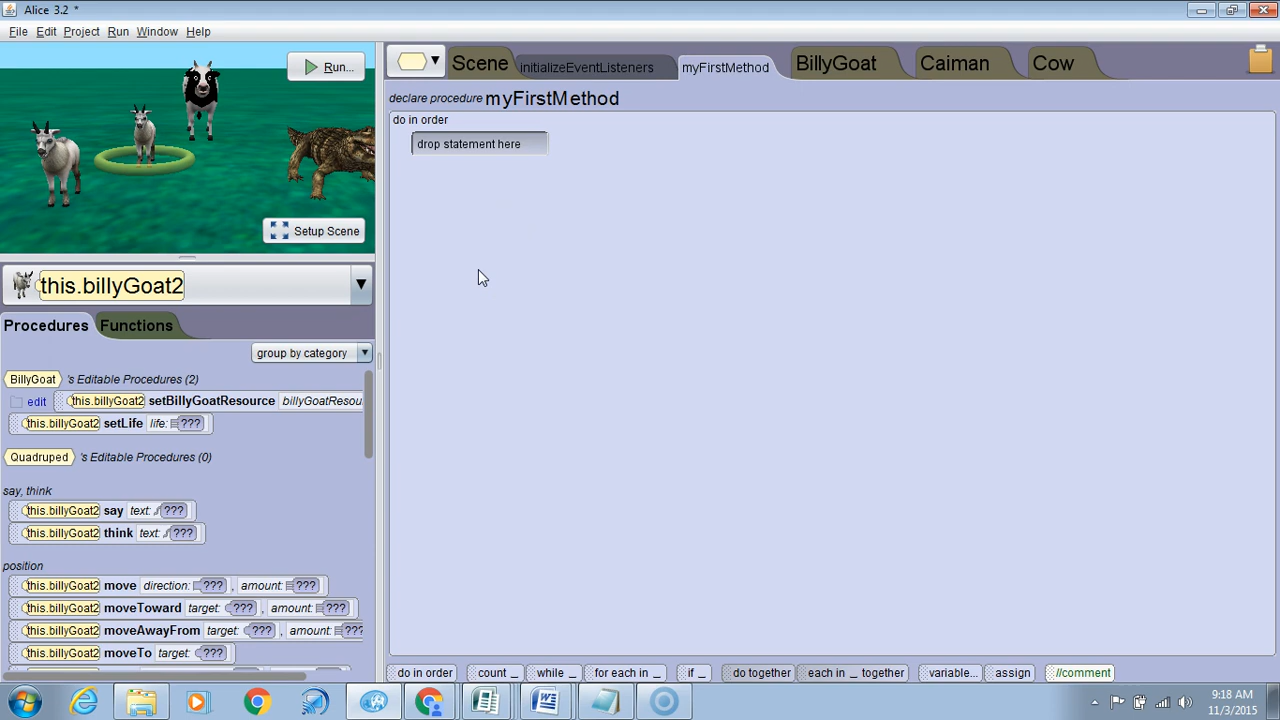 Alice 3.2 *
File Edit Project Run Window Help
Run...
Setup Scene
Scene initializeEventListeners myFirstMethod BillyGoat Caiman Cow
declare procedure myFirstMethod
do in order
drop statement here
this.billyGoat2
Procedures Functions
group by category
BillyGoat 's Editable Procedures (2)
edit this.billyGoat2 setBillyGoatResource billyGoatResou
this.billyGoat2 setLife life: ???
Quadruped 's Editable Procedures (0)
say, think
this.billyGoat2 say text: ???
this.billyGoat2 think text: ???
position
this.billyGoat2 move direction: ??? , amount: ???
this.billyGoat2 moveToward target: ??? , amount: ???
this.billyGoat2 moveAwayFrom target: ??? , amount: ???
this.billyGoat2 moveTo target: ???
do in order count _ while _ for each in _ if _ do together each in _ together variable... assign //comment
9:18 AM
11/3/2015